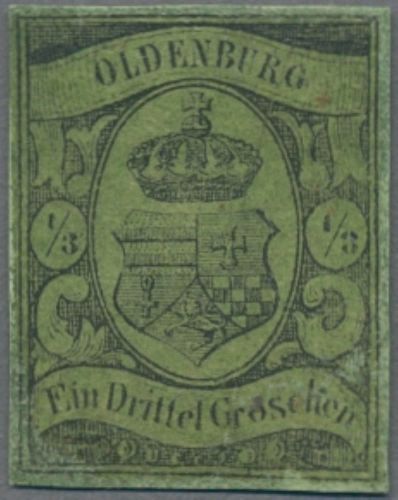 OLDENBURG
1/3 1/3
Ein Drittel Groschen